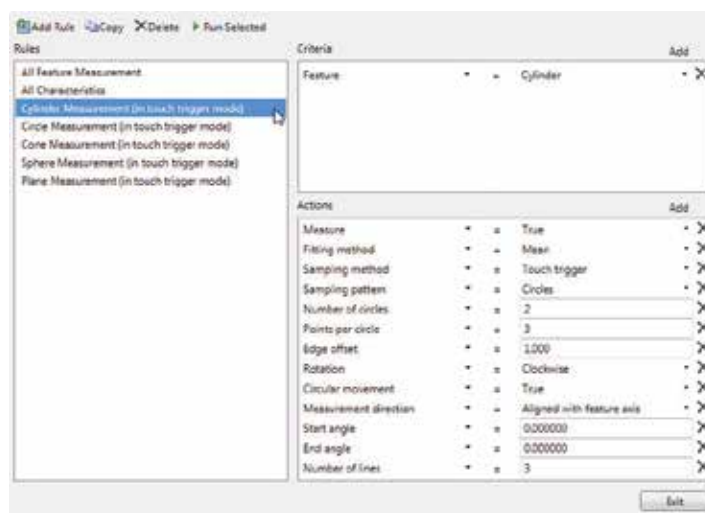 Add Rule Copy Delete Run Selected
Rules
All Feature Measurement
All Characteristics
Cylinder Measurement (in touch trigger mode)
Circle Measurement (in touch trigger mode)
Cone Measurement (in touch trigger mode)
Sphere Measurement (in touch trigger mode)
Plane Measurement (in touch trigger mode)
Criteria Add
Feature = Cylinder
Actions Add
Measure = True
Fitting method = Mean
Sampling method = Touch trigger
Sampling pattern = Circles
Number of circles = 2
Points per circle = 3
Edge offset = 1.000
Rotation = Clockwise
Circular movement = True
Measurement direction = Aligned with feature axis
Start angle = 0.000000
End angle = 0.000000
Number of lines = 3
Exit